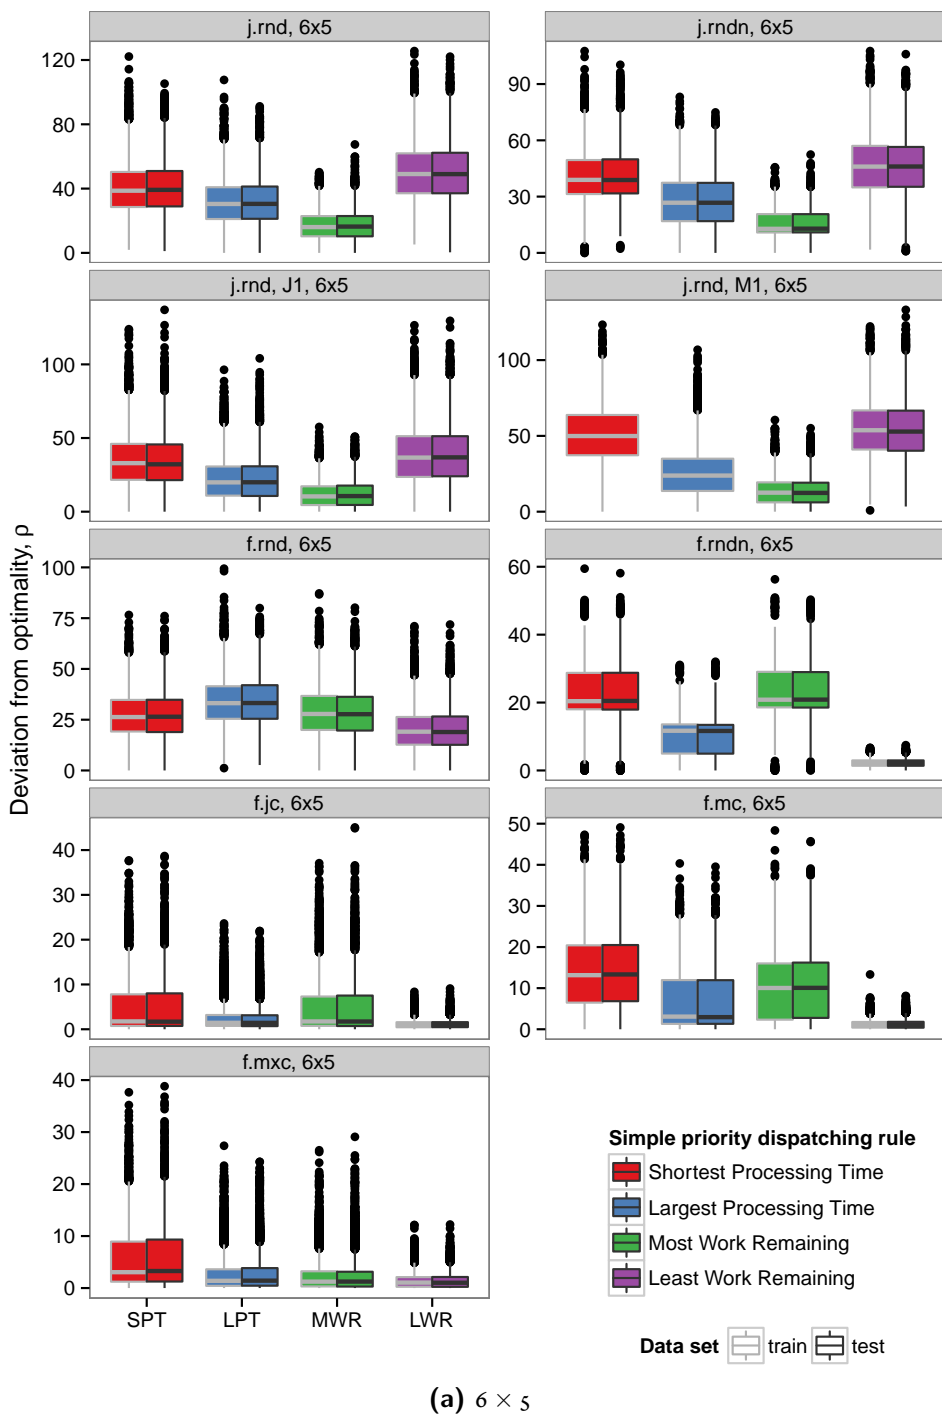 j.rnd, 6x5
120
80
40
0
j.rndn, 6x5
90
60
30
0
j.rnd, J1, 6x5
100
50
0
j.rnd, M1, 6x5
100
50
0
Deviation from optimality, ρ
f.rnd, 6x5
100
75
50
25
0
f.rndn, 6x5
60
40
20
0
f.jc, 6x5
40
30
20
10
0
f.mc, 6x5
50
40
30
20
10
0
f.mxc, 6x5
40
30
20
10
0
SPT LPT MWR LWR
Simple priority dispatching rule
Shortest Processing Time
Largest Processing Time
Most Work Remaining
Least Work Remaining
Data set train test
(a) 6 × 5